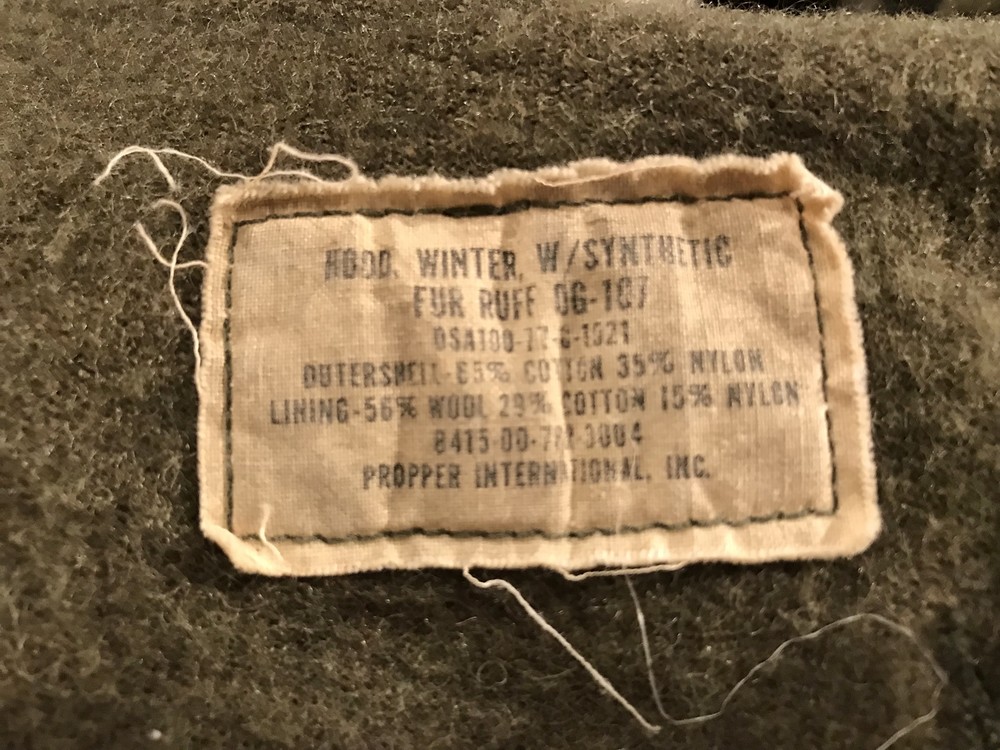 HOOD, WINTER, W/SYNTHETIC
FUR RUFF OG-107
OUTERSHELL-65% COTTON 35% NYLON
LINING-56% WOOL 29% COTTON 15% NYLON
PROPPER INTERNATIONAL, INC.